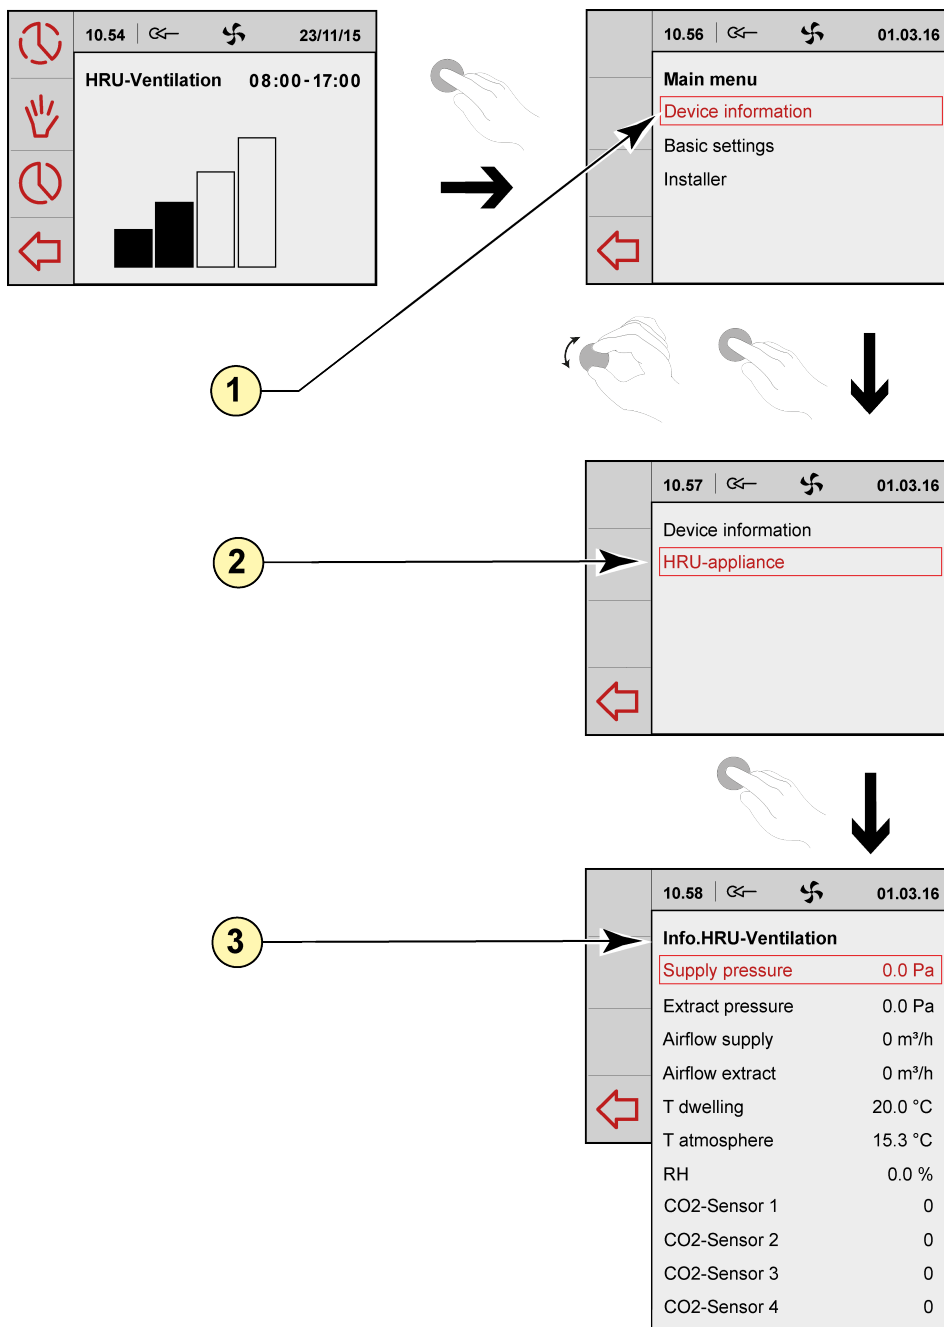 10.54 23/11/15
HRU-Ventilation 08:00-17:00
10.56 01.03.16
Main menu
Device information
Basic settings
Installer
1
10.57 01.03.16
Device information
HRU-appliance
2
10.58 01.03.16
3
Info.HRU-Ventilation
Supply pressure 0.0 Pa
Extract pressure 0.0 Pa
Airflow supply 0 m³/h
Airflow extract 0 m³/h
T dwelling 20.0 °C
T atmosphere 15.3 °C
RH 0.0 %
CO2-Sensor 1 0
CO2-Sensor 2 0
CO2-Sensor 3 0
CO2-Sensor 4 0